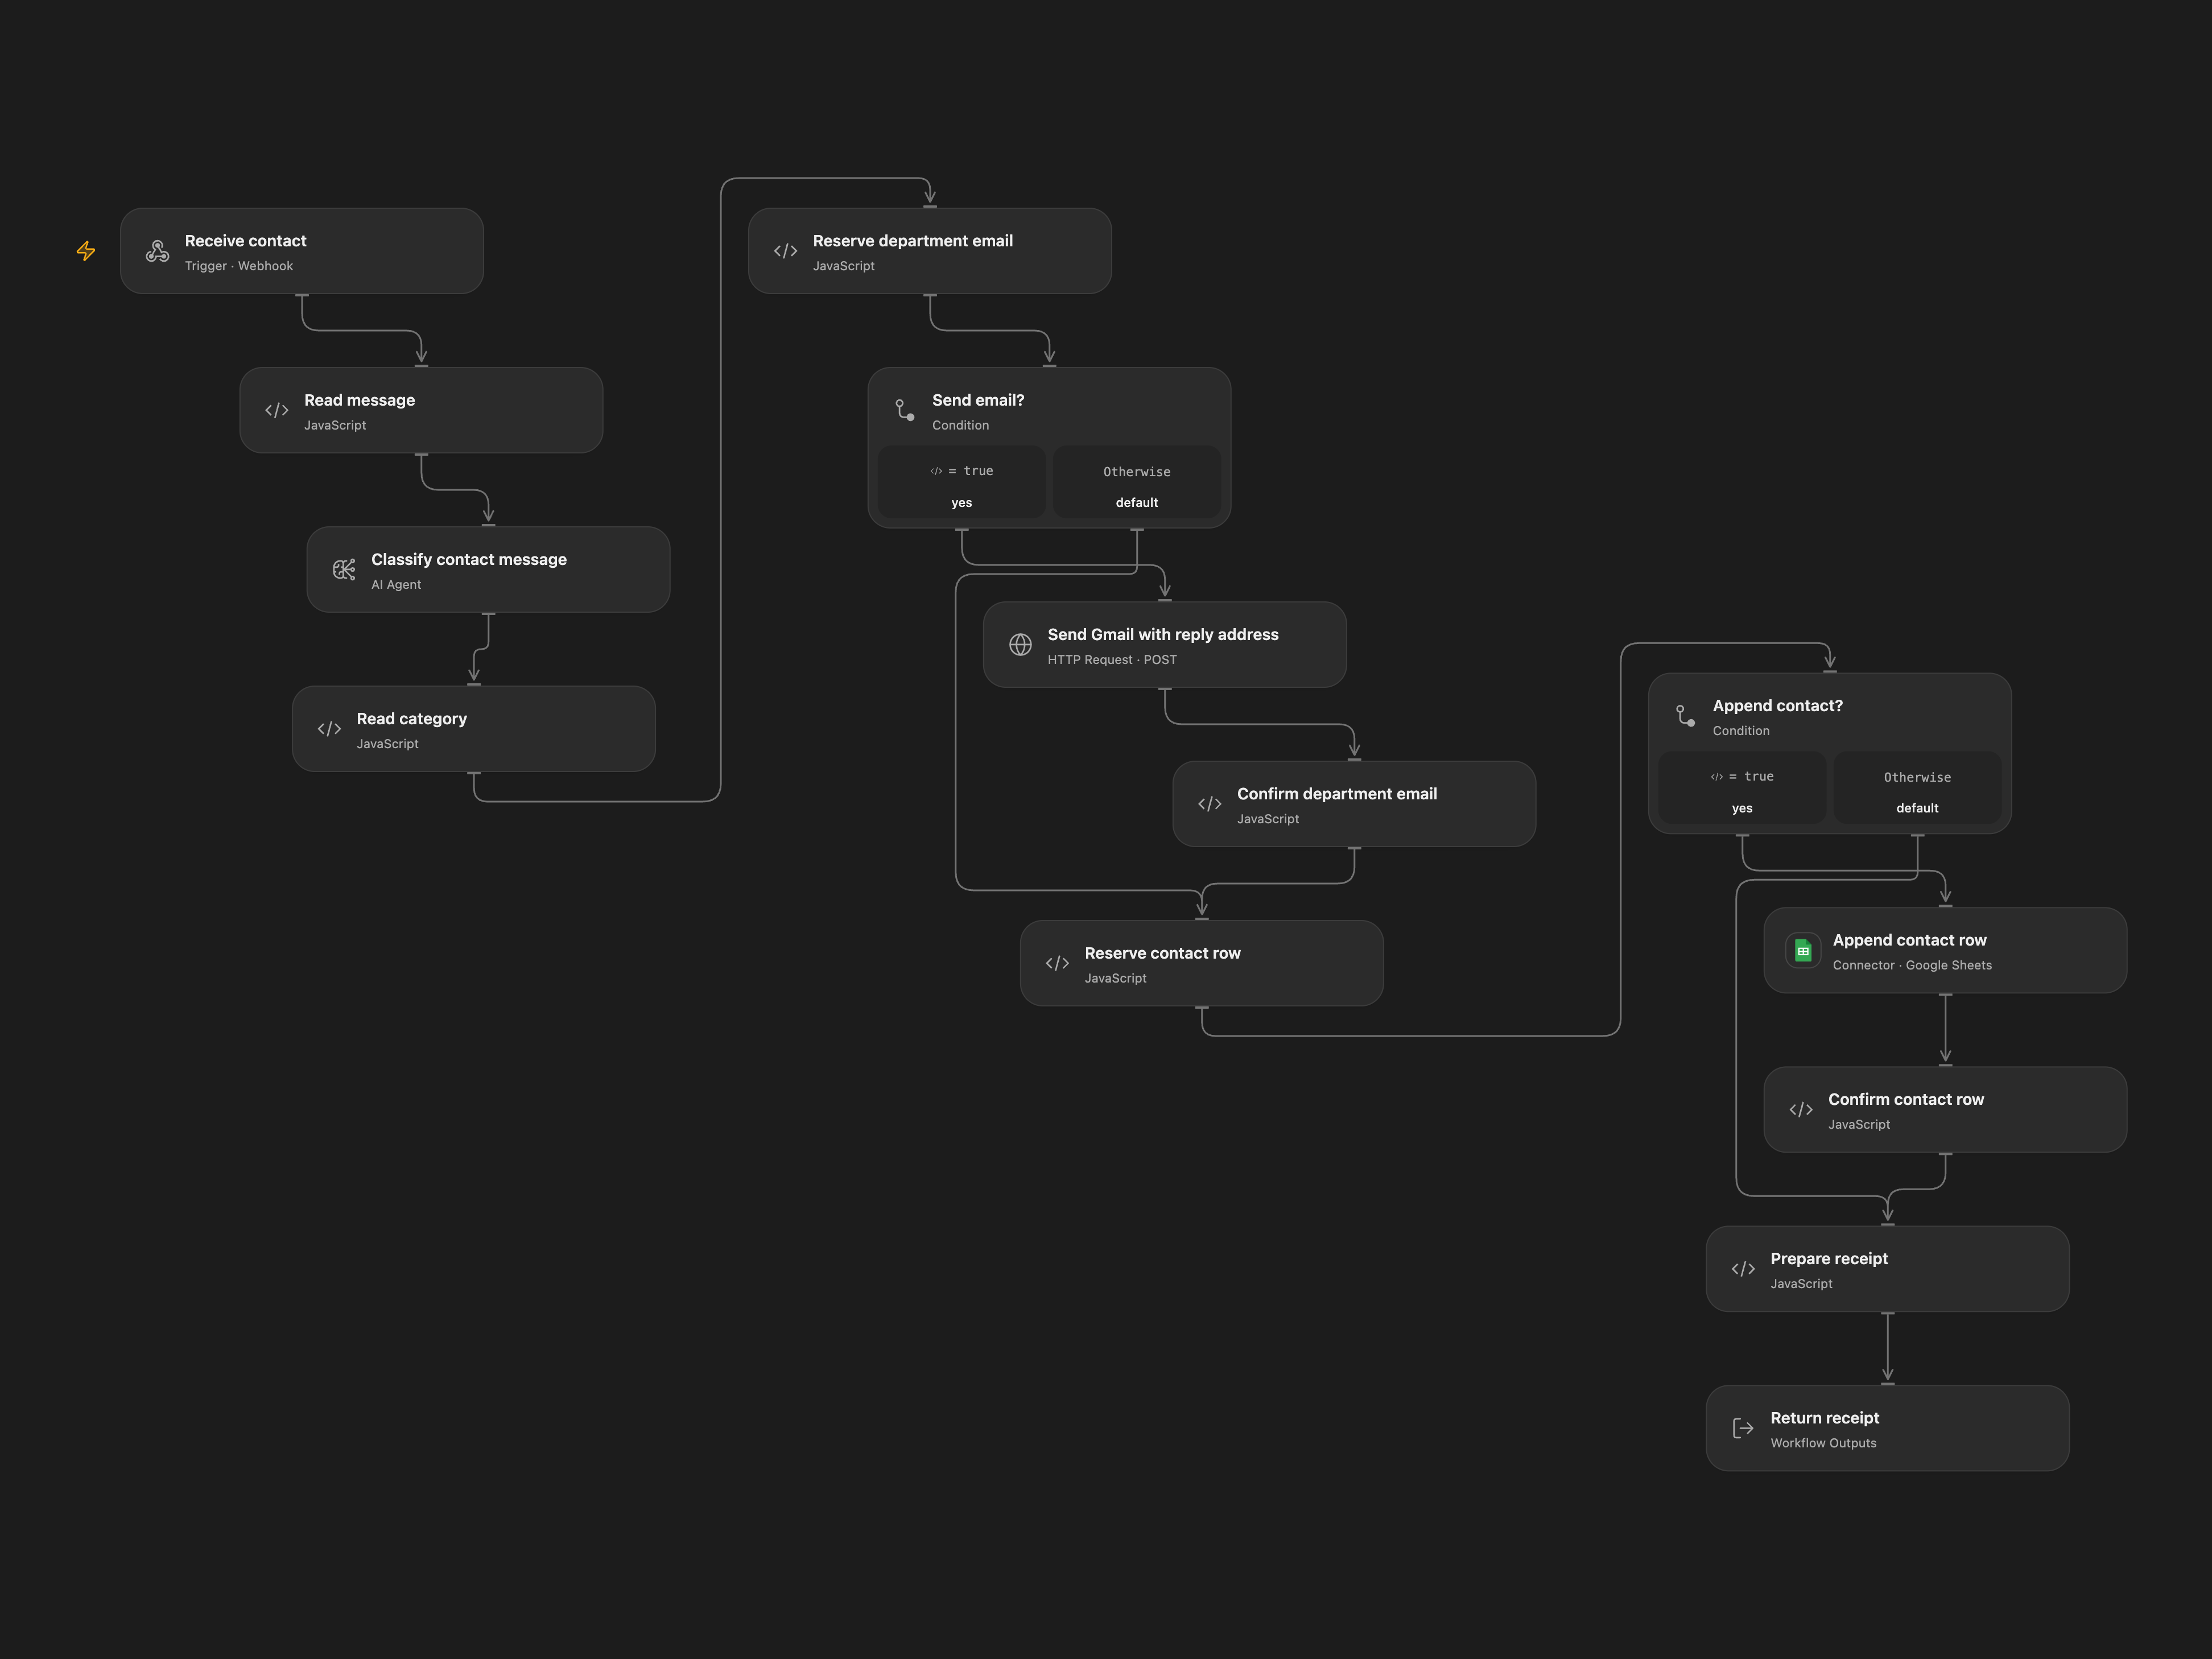 Receive contact
Trigger · Webhook
Read message
JavaScript
Classify contact message
AI Agent
Read category
JavaScript
Reserve department email
JavaScript
Send email?
Condition
</> = true
yes
Otherwise
default
Send Gmail with reply address
HTTP Request · POST
Confirm department email
JavaScript
Reserve contact row
JavaScript
Append contact?
Condition
</> = true
yes
Otherwise
default
Append contact row
Connector · Google Sheets
Confirm contact row
JavaScript
Prepare receipt
JavaScript
Return receipt
Workflow Outputs